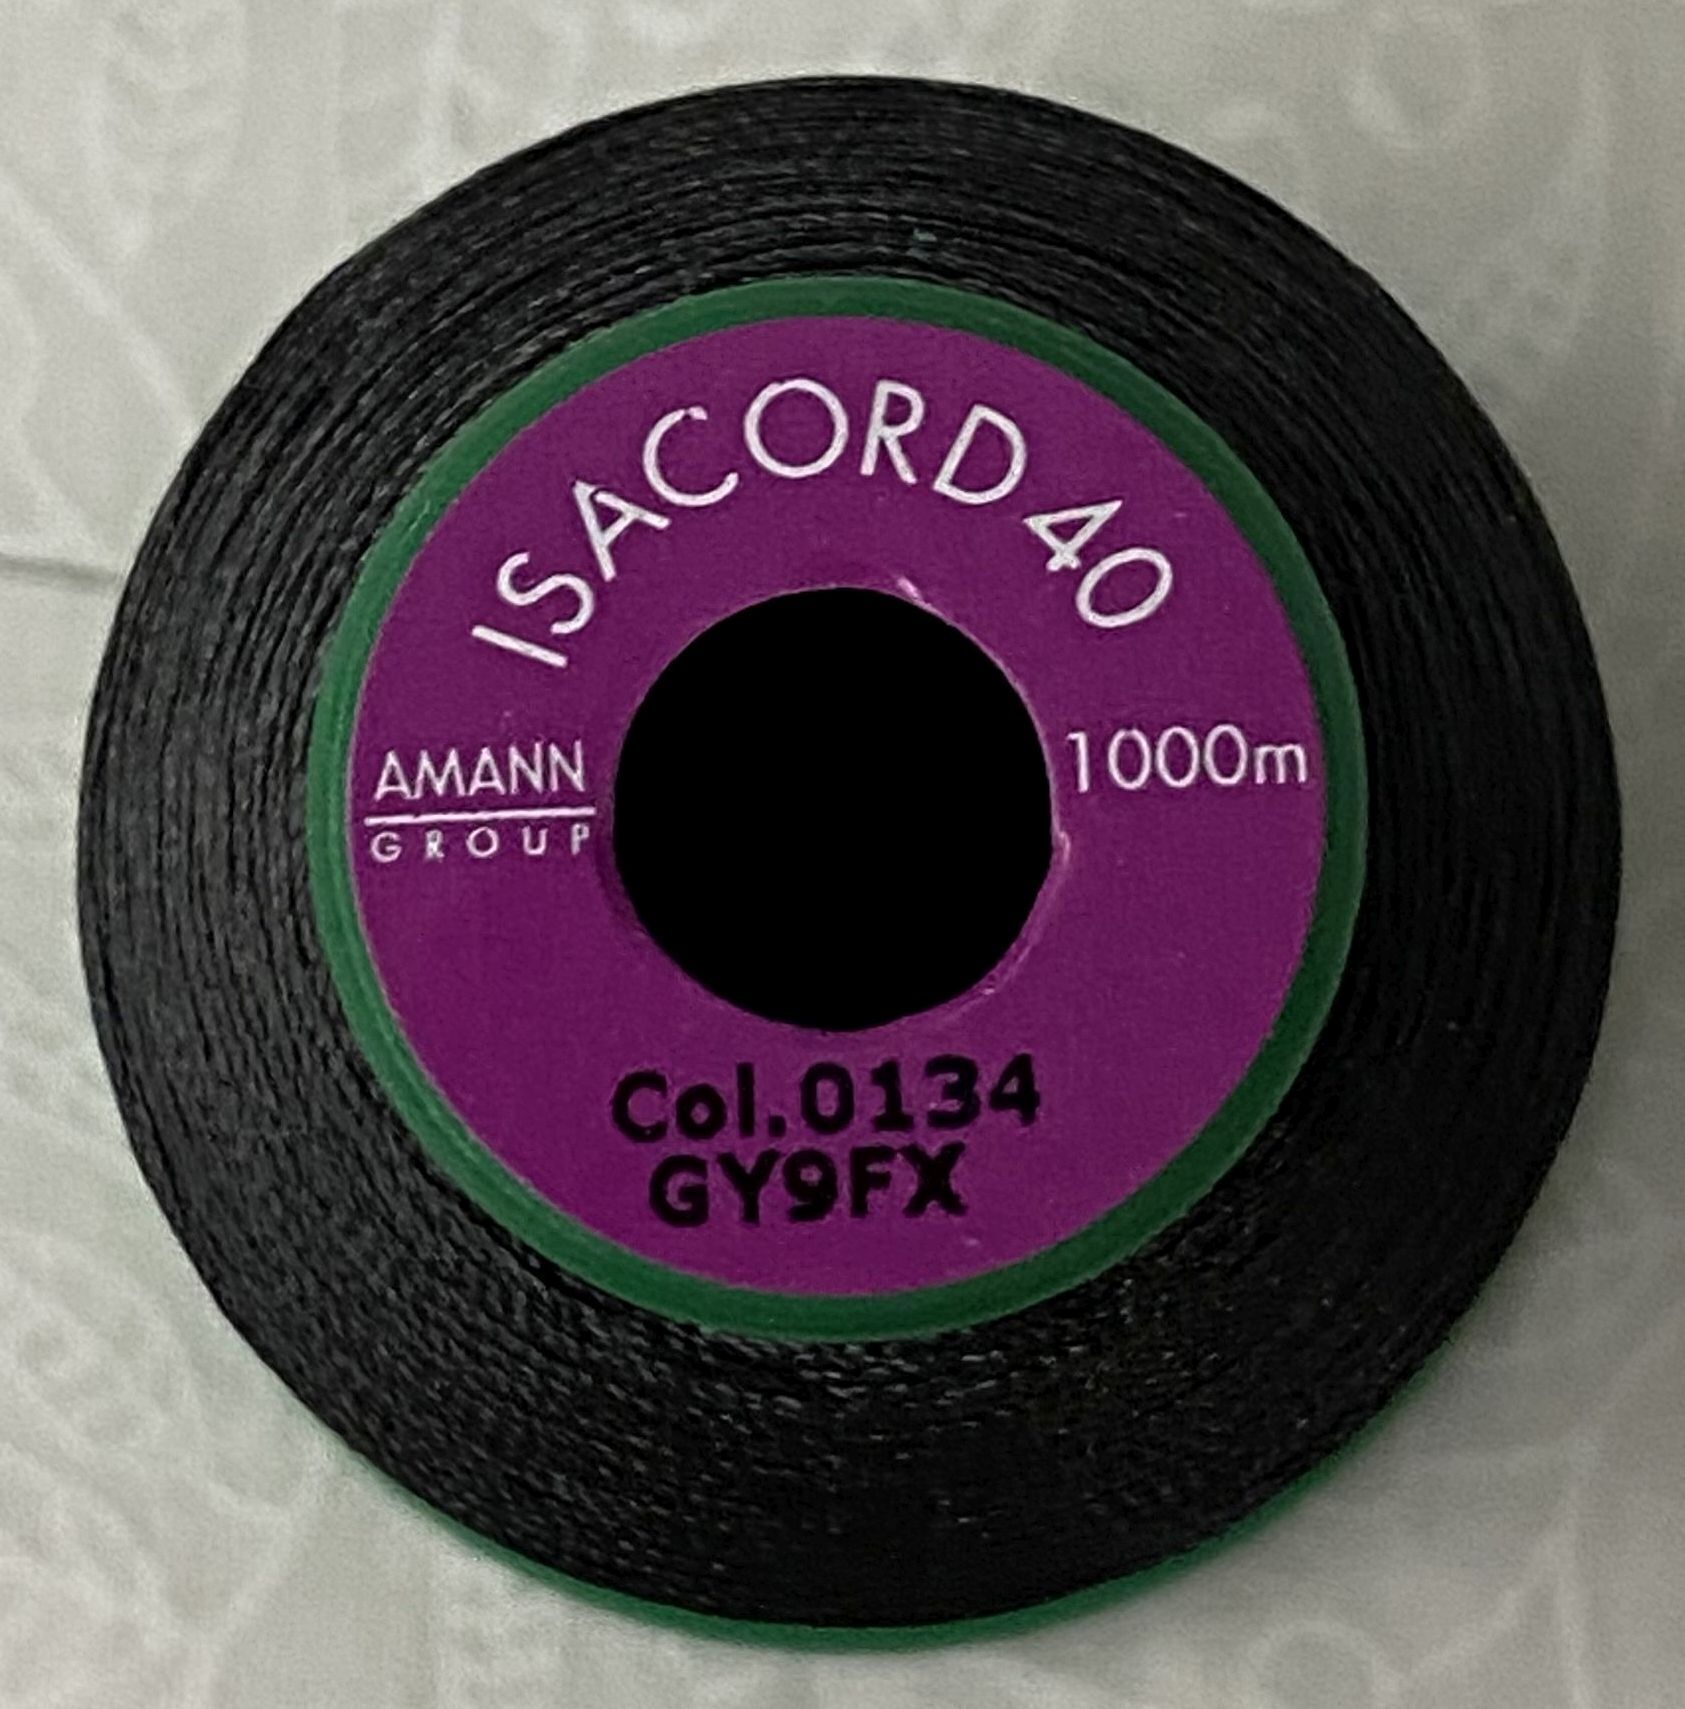 ISACORD 40
AMANN
GROUP
1000m
Col.0134
GY9FX